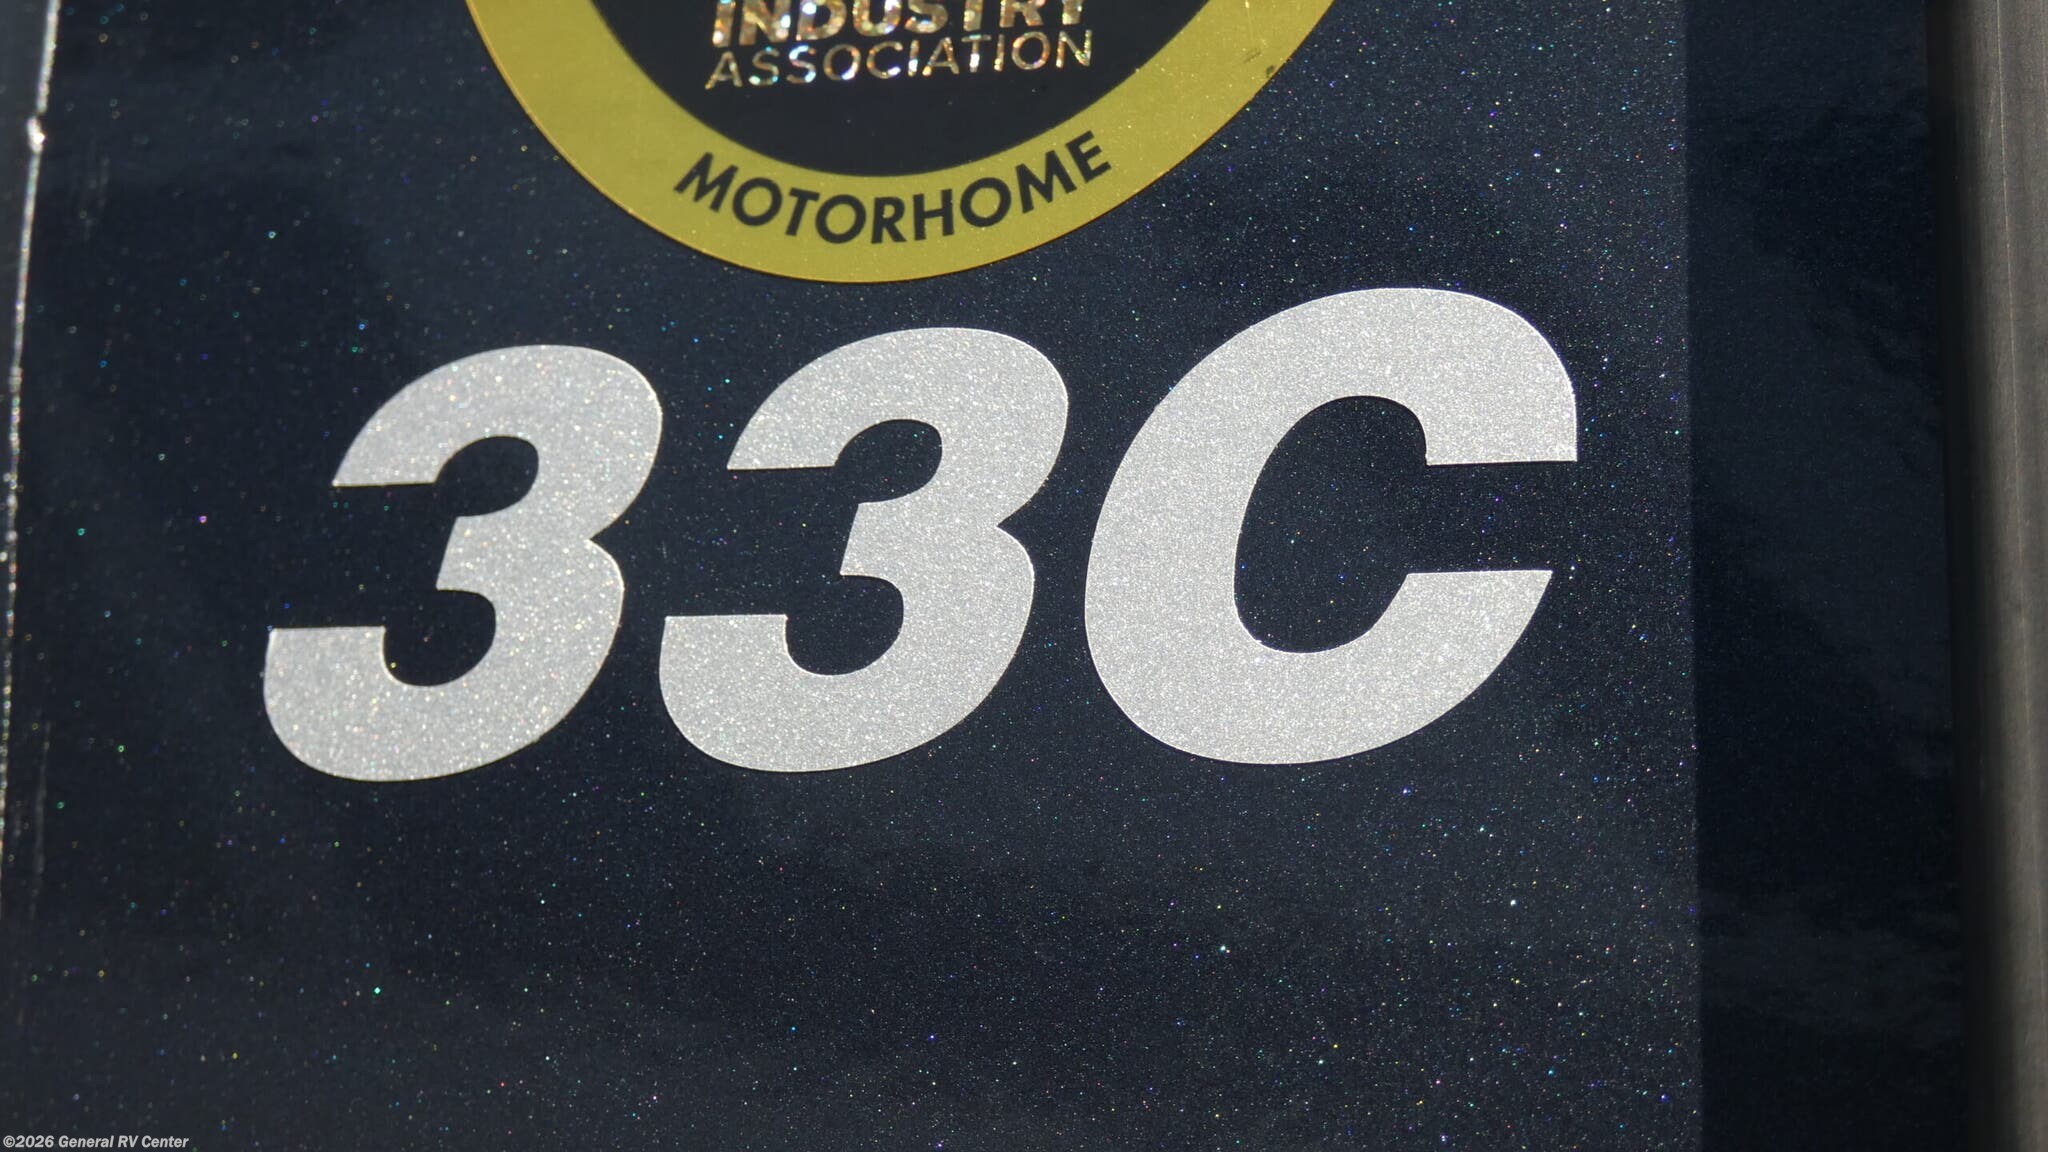 INDUSTRY
ASSOCIATION
MOTORHOME
33C
©2026 General RV Center